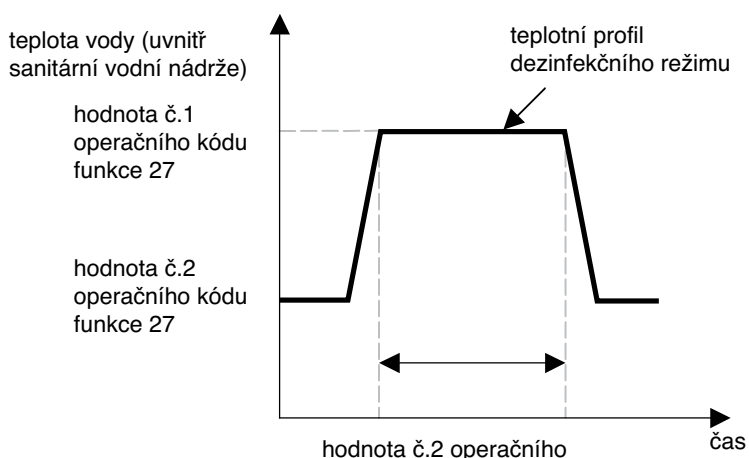 teplota vody (uvnitř
sanitární vodní nádrže)
teplotní profil
dezinfekčního režimu
hodnota č.1
operačního kódu
funkce 27
hodnota č.2
operačního kódu
funkce 27
čas
hodnota č.2 operačního